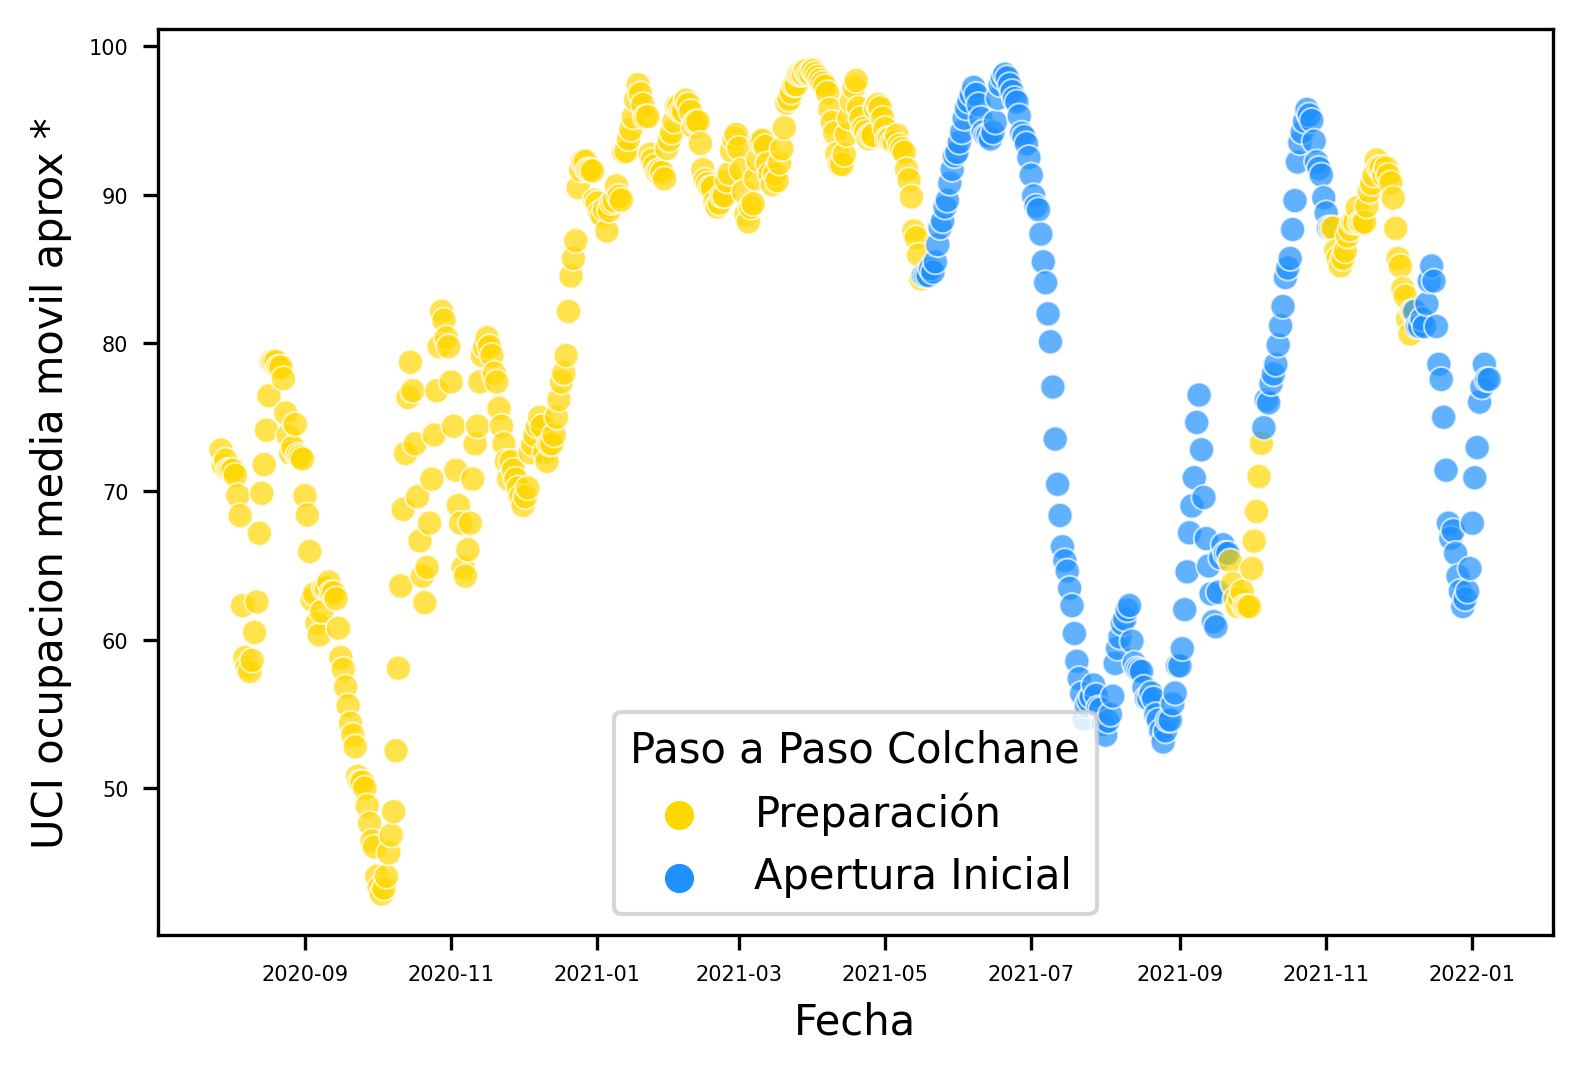 UCI ocupacion media movil aprox *
100
90
80
70
60
50
Paso a Paso Colchane
Preparación
Apertura Inicial
2020-09 2020-11 2021-01 2021-03 2021-05 2021-07 2021-09 2021-11 2022-01
Fecha